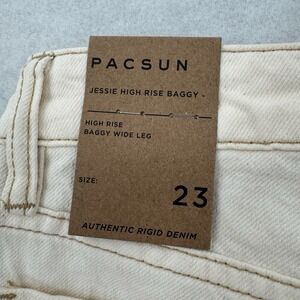 PACSUN
JESSIE HIGH RISE BAGGY -
HIGH RISE
BAGGY WIDE LEG
SIZE:
23
AUTHENTIC RIGID DENIM